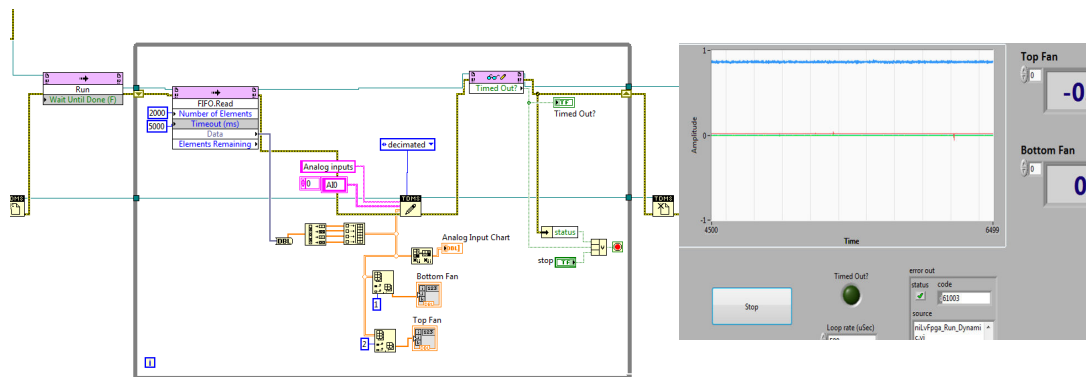 Run
Wait Until Done (F)
FIFO.Read
Number of Elements
Timeout (ms)
Data
Elements Remaining
2000
5000
decimated
Analog inputs
0
AI0
TDMS
DBL
Timed Out?
TF
Timed Out?
TDMS
status
stop
TF
Analog Input Chart
DBL
Bottom Fan
1
Top Fan
2
i
1
0
-1
4500
6499
Amplitude
Time
Top Fan
0
-0
Bottom Fan
0
0
Stop
Timed Out?
Loop rate (uSec)
error out
status
code
61003
source
niLvFpga_Run_Dynami
c.vi